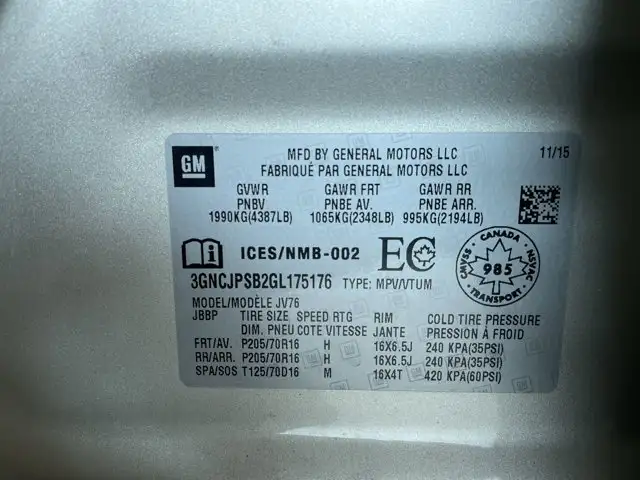 GM
MFD BY GENERAL MOTORS LLC 11/15
FABRIQUÉ PAR GENERAL MOTORS LLC
GVWR GAWR FRT GAWR RR
PNBV PNBE AV. PNBE ARR.
1990KG(4387LB) 1065KG(2348LB) 995KG(2194LB)
ICES/NMB-002 EC
CANADA
CMVSS 985 NSVAC
TRANSPORT
3GNCJPSB2GL175176 TYPE: MPV/VTUM
MODEL/MODÈLE JV76
JBBP TIRE SIZE SPEED RTG RIM COLD TIRE PRESSURE
DIM. PNEU COTE VITESSE JANTE PRESSION À FROID
FRT/AV. P205/70R16 H 16X6.5J 240 KPA(35PSI)
RR/ARR. P205/70R16 H 16X6.5J 240 KPA(35PSI)
SPA/SOS T125/70D16 M 16X4T 420 KPA(60PSI)